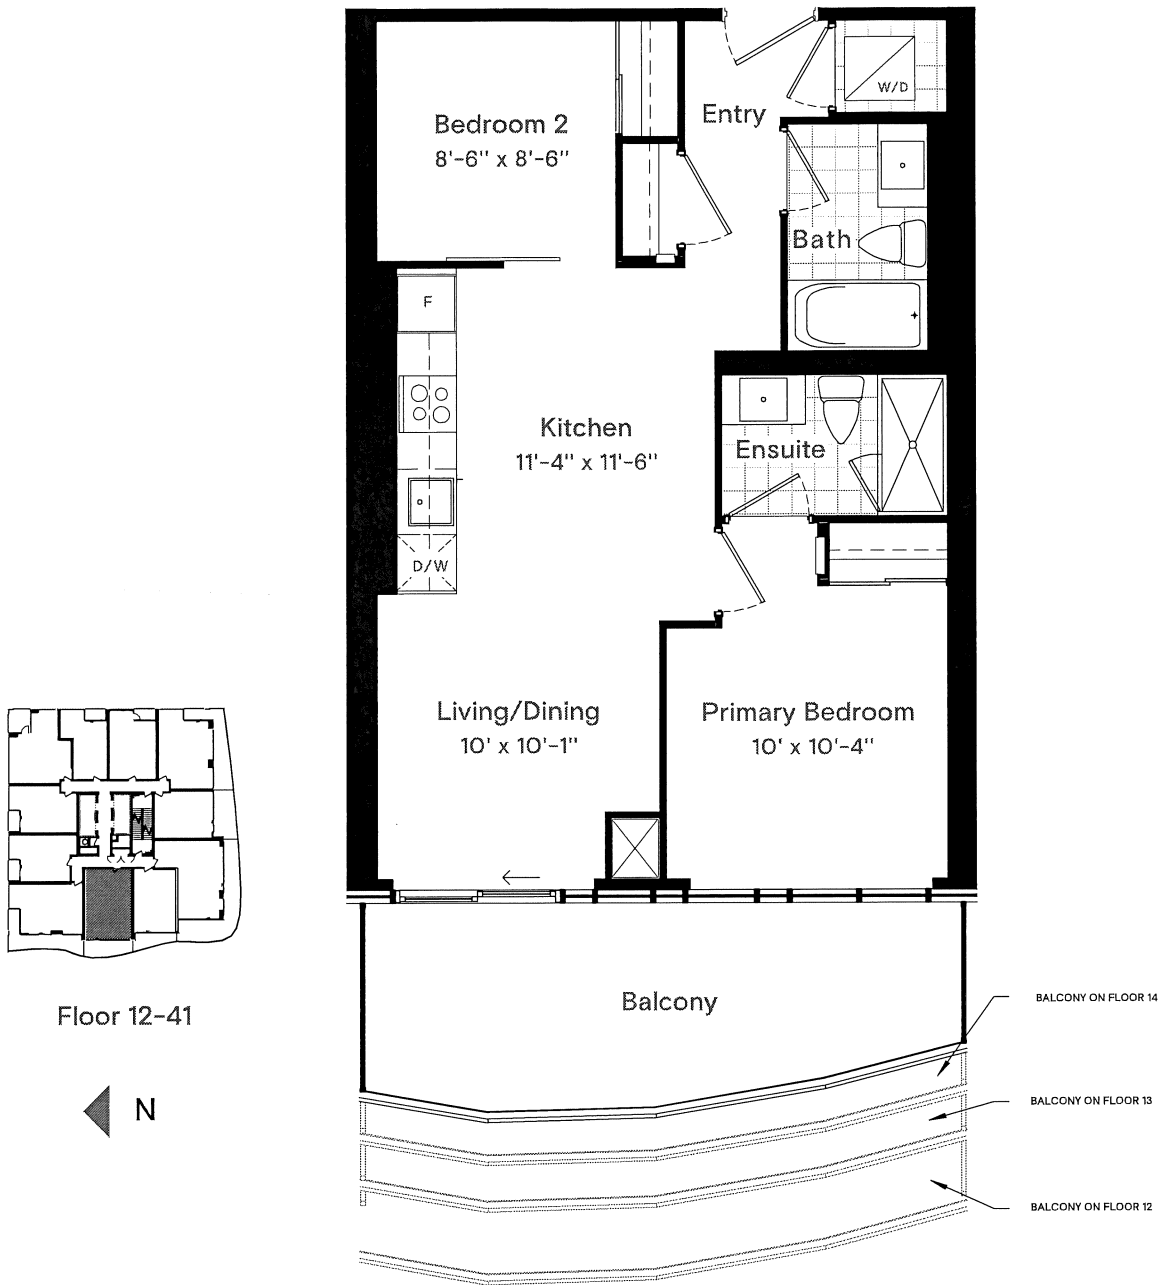 W/D
Entry
Bedroom 2
8'-6" x 8'-6"
Bath
F
Kitchen
11'-4" x 11'-6"
Ensuite
D/W
Living/Dining
10' x 10'-1"
Primary Bedroom
10' x 10'-4"
Balcony
Floor 12-41
N
BALCONY ON FLOOR 14
BALCONY ON FLOOR 13
BALCONY ON FLOOR 12